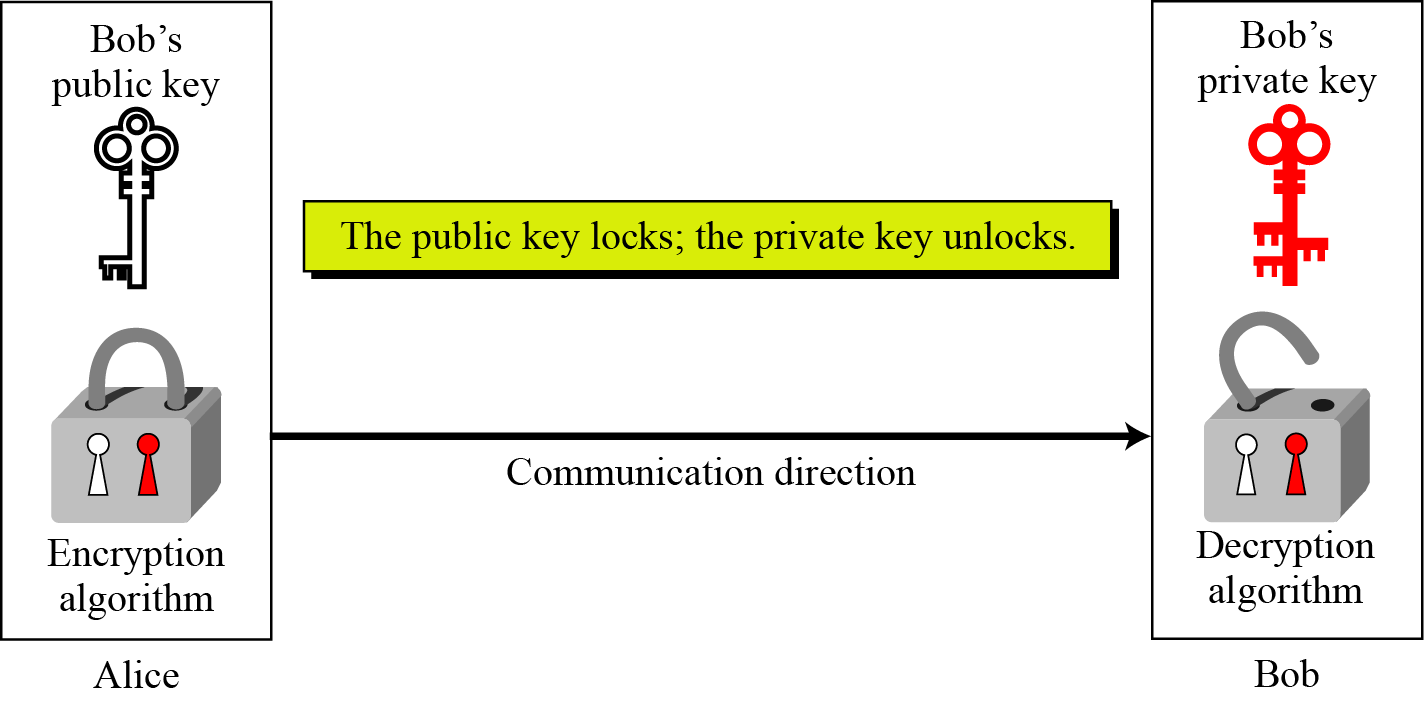 Bob’s
public key
Bob’s
private key
The public key locks; the private key unlocks.
Communication direction
Encryption
algorithm
Decryption
algorithm
Alice
Bob